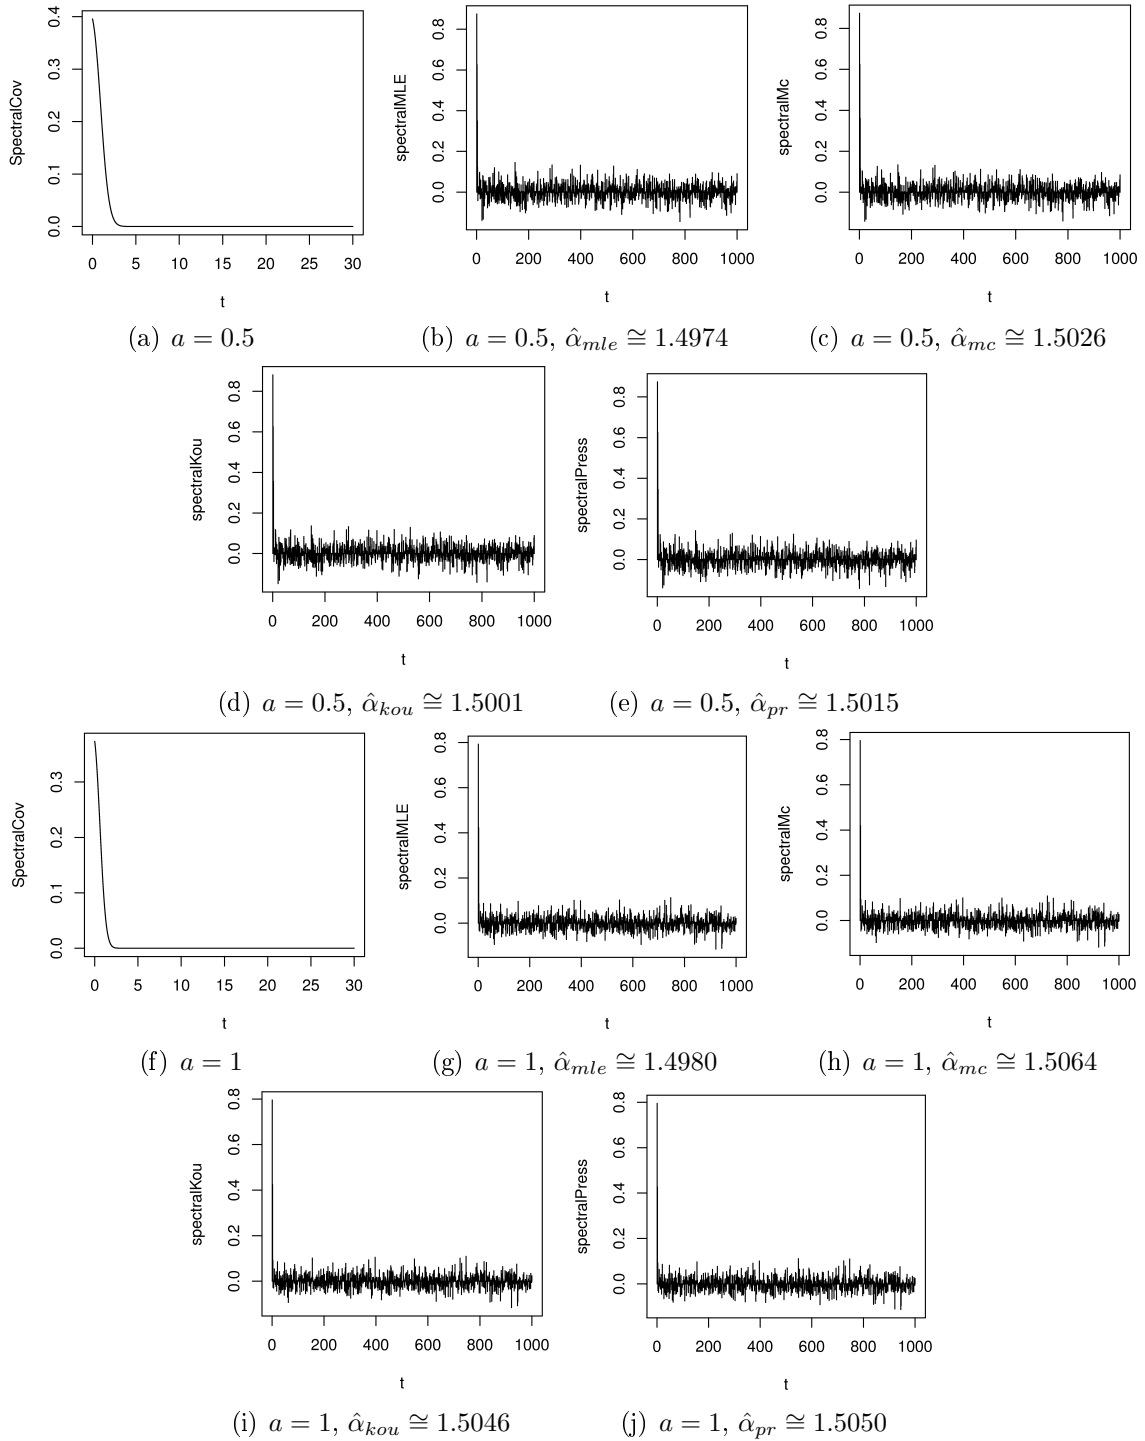 SpectralCov
0.0 0.1 0.2 0.3 0.4
0 5 10 15 20 25 30
t
spectralMLE
0.0 0.2 0.4 0.6 0.8
0 200 400 600 800 1000
t
spectralMc
0.0 0.2 0.4 0.6 0.8
0 200 400 600 800 1000
t
(a) a = 0.5
(b) a = 0.5, α̂mle ≅ 1.4974
(c) a = 0.5, α̂mc ≅ 1.5026
spectralKou
0.0 0.2 0.4 0.6 0.8
0 200 400 600 800 1000
t
spectralPress
0.0 0.2 0.4 0.6 0.8
0 200 400 600 800 1000
t
(d) a = 0.5, α̂kou ≅ 1.5001
(e) a = 0.5, α̂pr ≅ 1.5015
SpectralCov
0.0 0.1 0.2 0.3
0 5 10 15 20 25 30
t
spectralMLE
0.0 0.2 0.4 0.6 0.8
0 200 400 600 800 1000
t
spectralMc
0.0 0.2 0.4 0.6 0.8
0 200 400 600 800 1000
t
(f) a = 1
(g) a = 1, α̂mle ≅ 1.4980
(h) a = 1, α̂mc ≅ 1.5064
spectralKou
0.0 0.2 0.4 0.6 0.8
0 200 400 600 800 1000
t
spectralPress
0.0 0.2 0.4 0.6 0.8
0 200 400 600 800 1000
t
(i) a = 1, α̂kou ≅ 1.5046
(j) a = 1, α̂pr ≅ 1.5050